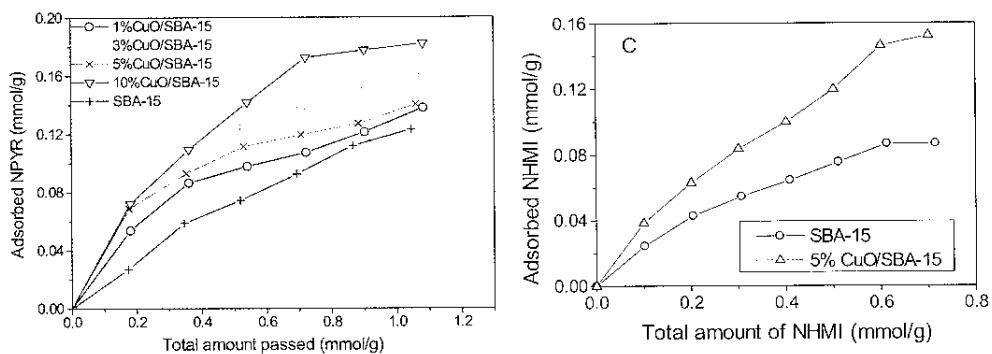 0.20
0.16
0.12
0.08
0.04
0.00
Adsorbed NPYR (mmol/g)
1%CuO/SBA-15
3%CuO/SBA-15
5%CuO/SBA-15
10%CuO/SBA-15
SBA-15
0.0 0.2 0.4 0.6 0.8 1.0 1.2
Total amount passed (mmol/g)
C
0.16
0.12
0.08
0.04
0.00
Adsorbed NHMI (mmol/g)
SBA-15
5% CuO/SBA-15
0.0 0.2 0.4 0.6 0.8
Total amount of NHMI (mmol/g)